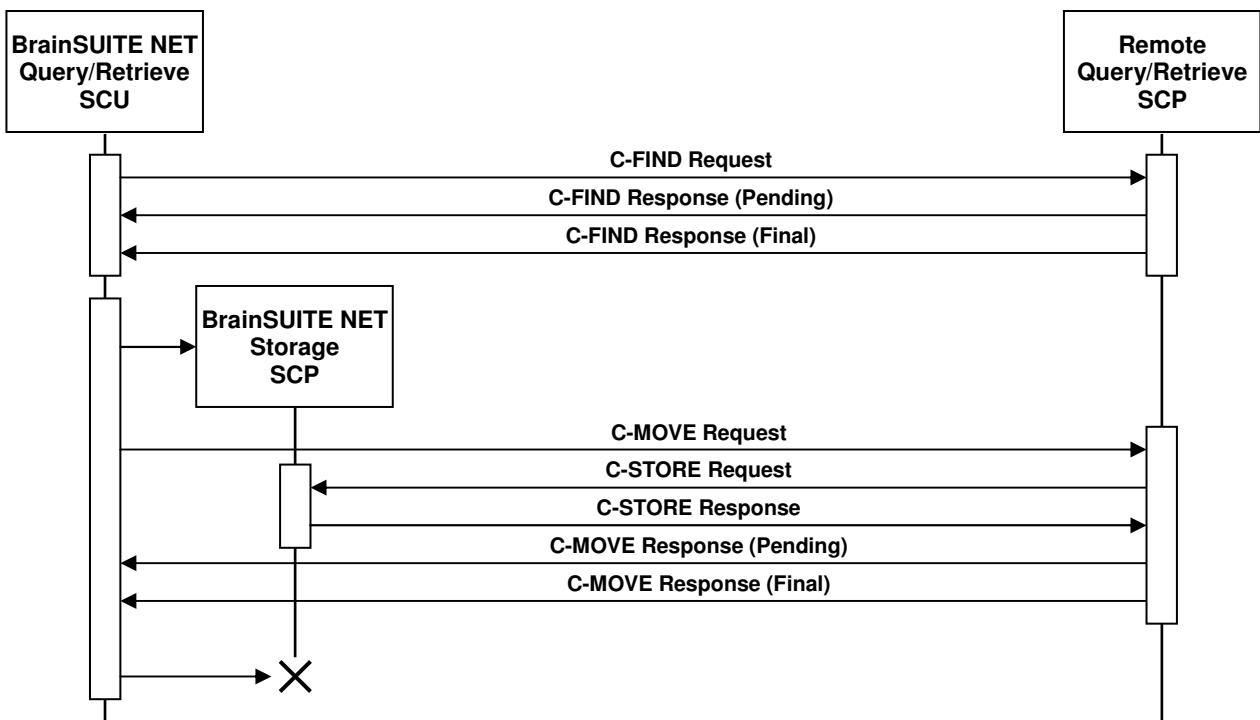 BrainSUITE NET
Query/Retrieve
SCU
Remote
Query/Retrieve
SCP
C-FIND Request
C-FIND Response (Pending)
C-FIND Response (Final)
BrainSUITE NET
Storage
SCP
C-MOVE Request
C-STORE Request
C-STORE Response
C-MOVE Response (Pending)
C-MOVE Response (Final)